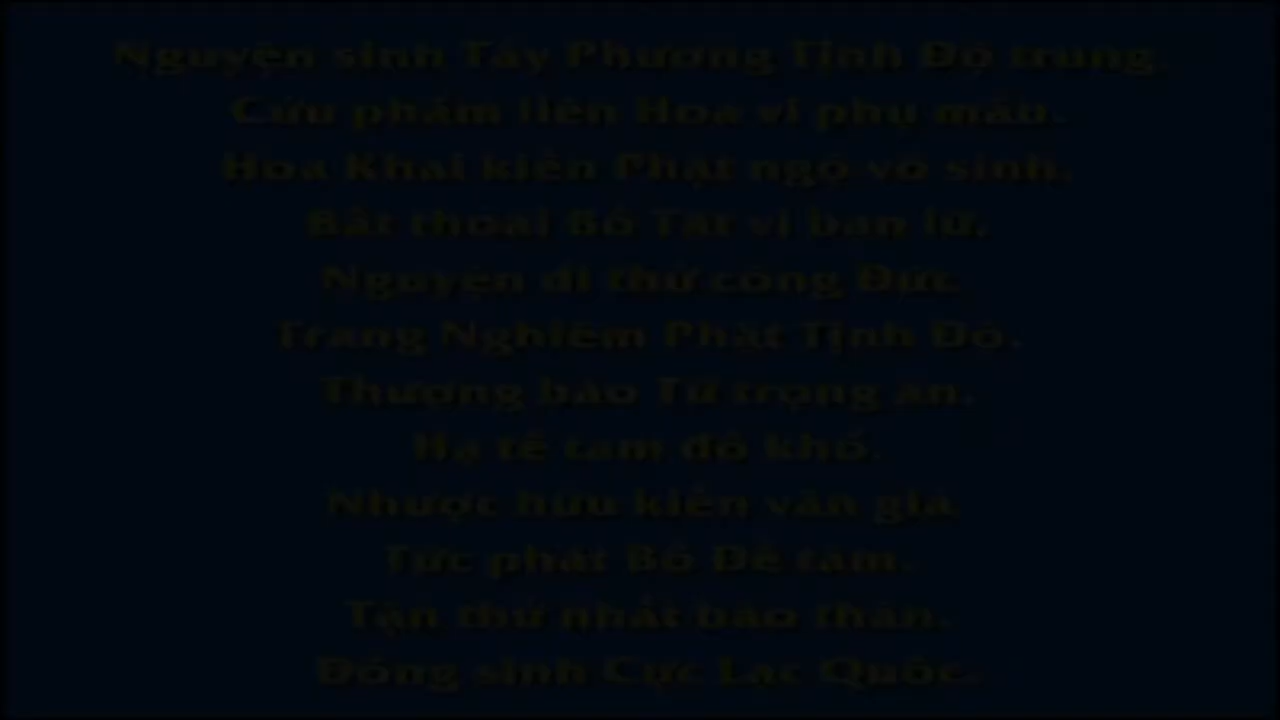 Nguyện sinh Tây Phương Tịnh Độ trung
Cửu phẩm liên Hoa vi phụ mẫu.
Hoa Khai kiến Phật ngộ vô sinh,
Bất thoái Bồ Tát vi bạn lữ.
Nguyện dĩ thử công Đức
Trang Nghiêm Phật Tịnh Độ.
Thượng báo Tứ trọng ân,
Hạ tế tam đồ khổ.
Nhược hữu kiến văn giả
Tức phát Bồ Đề tâm.
Tận thử nhất báo thân,
Đồng sinh Cực Lạc Quốc.